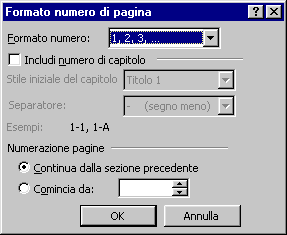 Formato numero di pagina
Formato numero: 1, 2, 3, ...
Includi numero di capitolo
Stile iniziale del capitolo Titolo 1
Separatore: - (segno meno)
Esempi: 1-1, 1-A
Numerazione pagine
Continua dalla sezione precedente
Comincia da:
OK Annulla